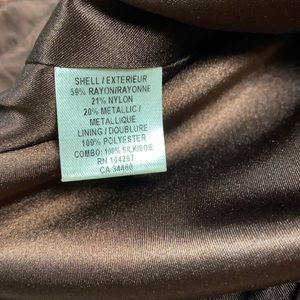 SHELL / EXTERIEUR
59% RAYON/RAYONNE
21% NYLON
20% METALLIC /
METALLIQUE
LINING / DOUBLURE
100% POLYESTER
COMBO: 100% SILK/SOIE
RN 104297
CA 34460